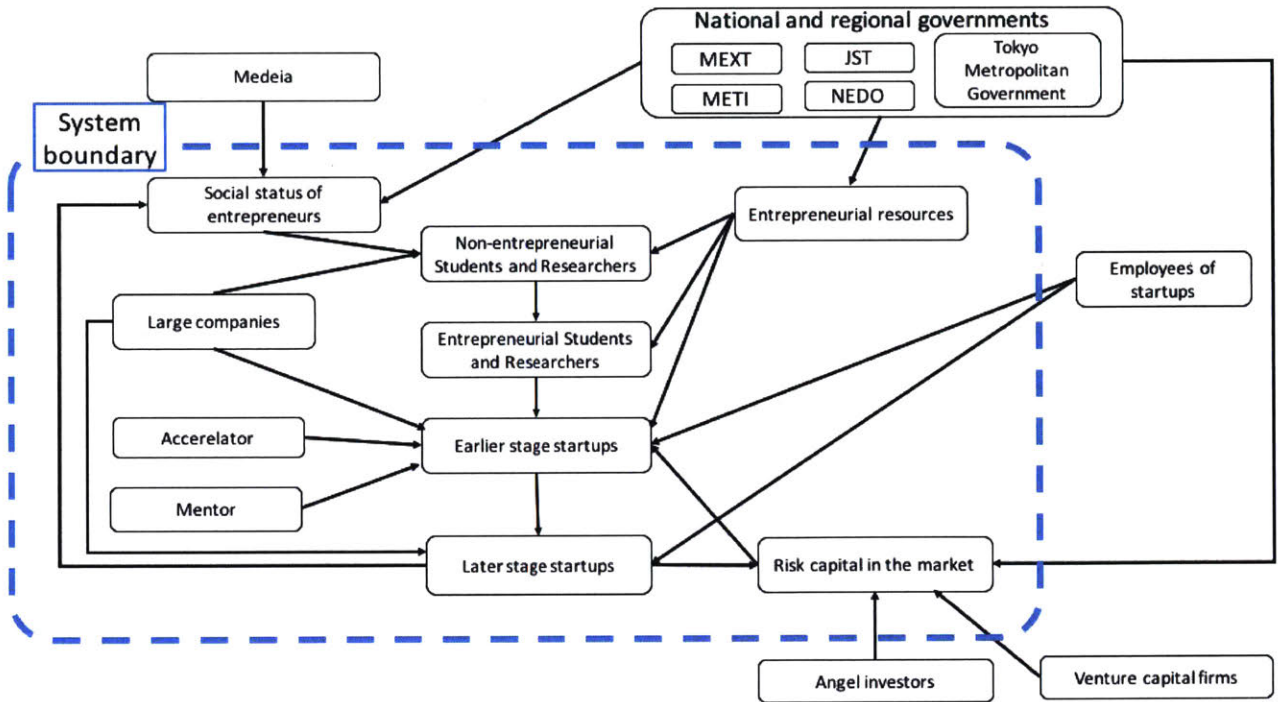 National and regional governments
MEXT
JST
Tokyo
Metropolitan
Government
METI
NEDO
Medeia
System
boundary
Social status of
entrepreneurs
Entrepreneurial resources
Non-entrepreneurial
Students and Researchers
Employees of
startups
Large companies
Entrepreneurial Students
and Researchers
Accerelator
Earlier stage startups
Mentor
Later stage startups
Risk capital in the market
Angel investors
Venture capital firms